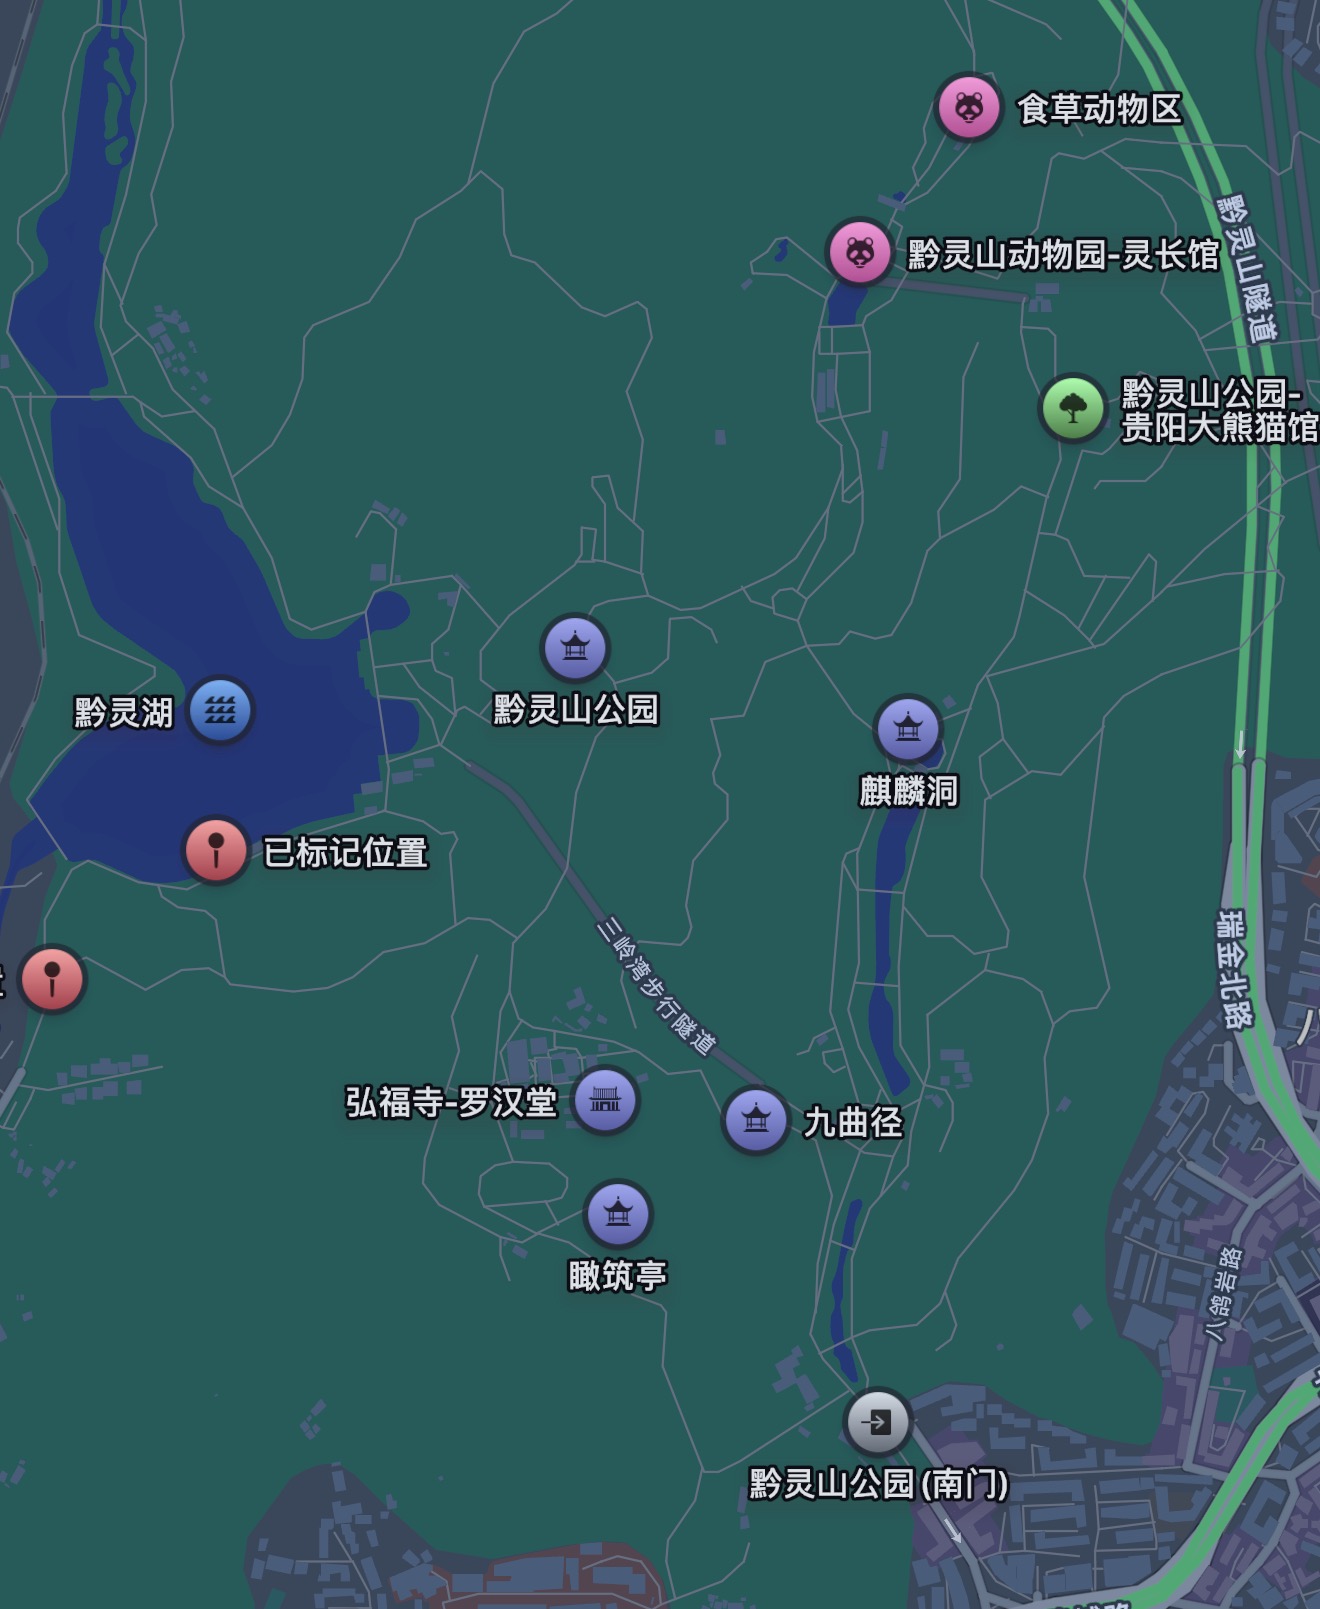 食草动物区
黔灵山隧道
黔灵山动物园-灵长馆
黔灵山公园-
贵阳大熊猫馆
黔灵山公园
黔灵湖
麒麟洞
已标记位置
三岭湾步行隧道
瑞金北路
弘福寺-罗汉堂
九曲径
瞰筑亭
八鸽岩路
黔灵山公园(南门)